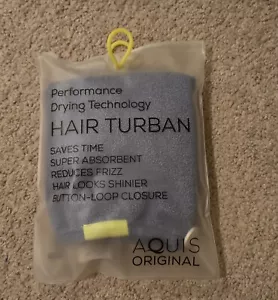 Performance
Drying Technology
HAIR TURBAN
SAVES TIME
SUPER ABSORBENT
REDUCES FRIZZ
HAIR LOOKS SHINIER
BUTTON-LOOP CLOSURE
AQUIS
ORIGINAL